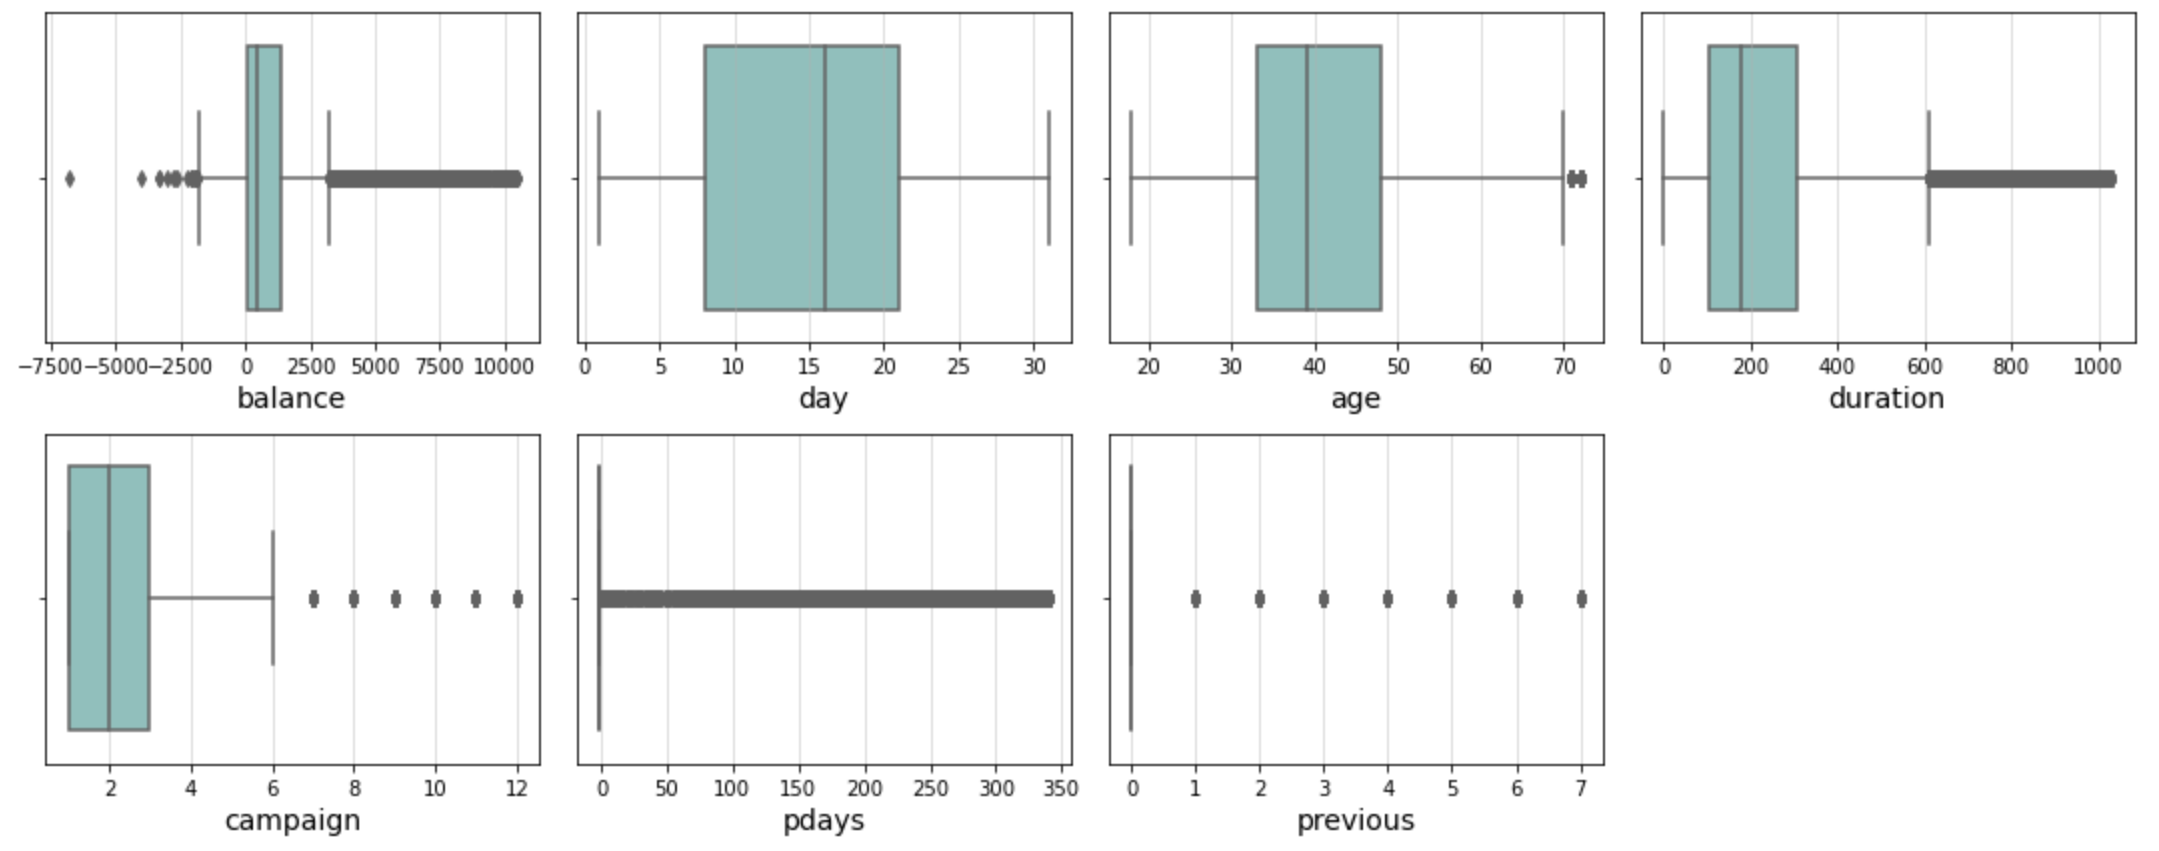 −7500−5000−2500 0 2500 5000 7500 10000
balance
0 5 10 15 20 25 30
day
20 30 40 50 60 70
age
0 200 400 600 800 1000
duration
2 4 6 8 10 12
campaign
0 50 100 150 200 250 300 350
pdays
0 1 2 3 4 5 6 7
previous